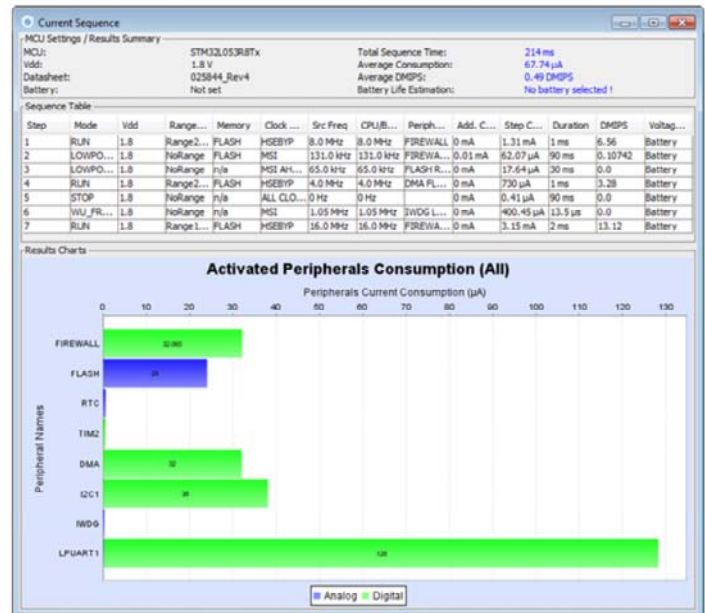 Current Sequence
MCU Settings / Results Summary
MCU: STM32L053R8Tx Total Sequence Time: 214 ms
Vdd: 1.8 V Average Consumption: 67.74 µA
Datasheet: 025844_Rev4 Average DMIPS: 0.49 DMIPS
Battery: Not set Battery Life Estimation: No battery selected !
Sequence Table
Step Mode Vdd Range... Memory Clock ... Src Freq CPU/B... Periph... Add. C... Step C... Duration DMIPS Voltag...
1 RUN 1.8 Range2... FLASH HSEBYP 8.0 MHz 8.0 MHz FIREWALL 0 mA 1.31 mA 1 ms 6.56 Battery
2 LOWPO... 1.8 NoRange FLASH MSI 131.0 kHz 131.0 kHz FIREWA... 0.01 mA 62.07 µA 90 ms 0.10742 Battery
3 LOWPO... 1.8 NoRange n/a MSI AH... 65.0 kHz 65.0 kHz FLASH R... 0 mA 17.64 µA 30 ms 0.0 Battery
4 RUN 1.8 Range2... FLASH HSEBYP 4.0 MHz 4.0 MHz DMA FL... 0 mA 730 µA 1 ms 3.28 Battery
5 STOP 1.8 NoRange n/a ALL CLO... 0 Hz 0 Hz 0 mA 0.41 µA 90 ms 0.0 Battery
6 WU_FR... 1.8 NoRange n/a MSI 1.05 MHz 1.05 MHz IWDG L... 0 mA 400.45 µA 13.5 µs 0.0 Battery
7 RUN 1.8 Range1... FLASH HSEBYP 16.0 MHz 16.0 MHz FIREWA... 0 mA 3.15 mA 2 ms 13.12 Battery
Results Charts
Activated Peripherals Consumption (All)
Peripherals Current Consumption (µA)
0 10 20 30 40 50 60 70 80 90 100 110 120 130
Peripheral Names
FIREWALL
FLASH
RTC
TIM2
DMA 32
I2C1 38
IWDG
LPUART1 128
Analog Digital